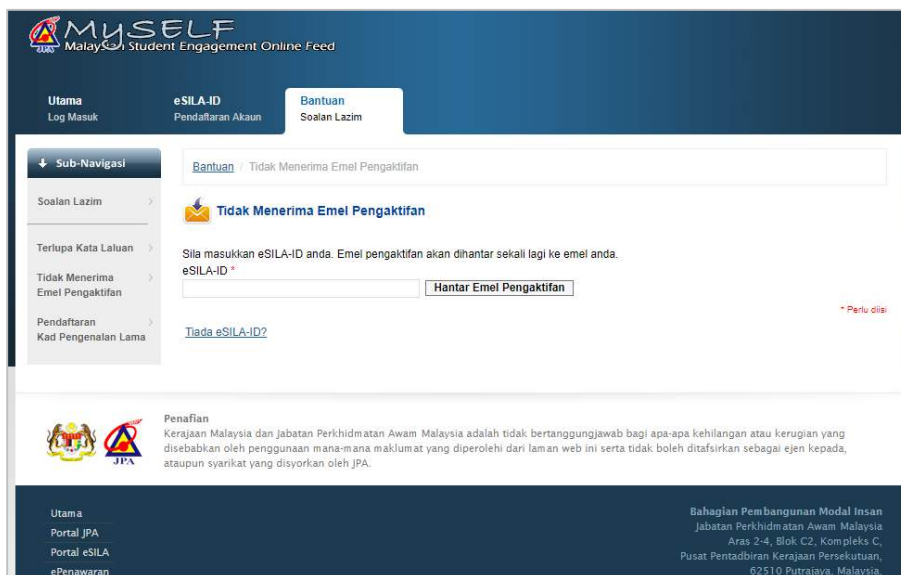 MySELF
Malaysian Student Engagement Online Feed
Utama
Log Masuk
eSILA-ID
Pendaftaran Akaun
Bantuan
Soalan Lazim
Sub-Navigasi
Soalan Lazim
Terlupa Kata Laluan
Tidak Menerima
Emel Pengaktifan
Pendaftaran
Kad Pengenalan Lama
Bantuan / Tidak Menerima Emel Pengaktifan
Tidak Menerima Emel Pengaktifan
Sila masukkan eSILA-ID anda. Emel pengaktifan akan dihantar sekali lagi ke emel anda.
eSILA-ID *
Hantar Emel Pengaktifan
* Perlu diisi
Tiada eSILA-ID?
JPA
Penafian
Kerajaan Malaysia dan Jabatan Perkhidmatan Awam Malaysia adalah tidak bertanggungjawab bagi apa-apa kehilangan atau kerugian yang
disebabkan oleh penggunaan mana-mana maklumat yang diperolehi dari laman web ini serta tidak boleh ditafsirkan sebagai ejen kepada,
ataupun syarikat yang disyorkan oleh JPA.
Utama
Portal JPA
Portal eSILA
ePenawaran
Bahagian Pembangunan Modal Insan
Jabatan Perkhidmatan Awam Malaysia
Aras 2-4, Blok C2, Kompleks C,
Pusat Pentadbiran Kerajaan Persekutuan,
62510 Putrajaya, Malaysia.